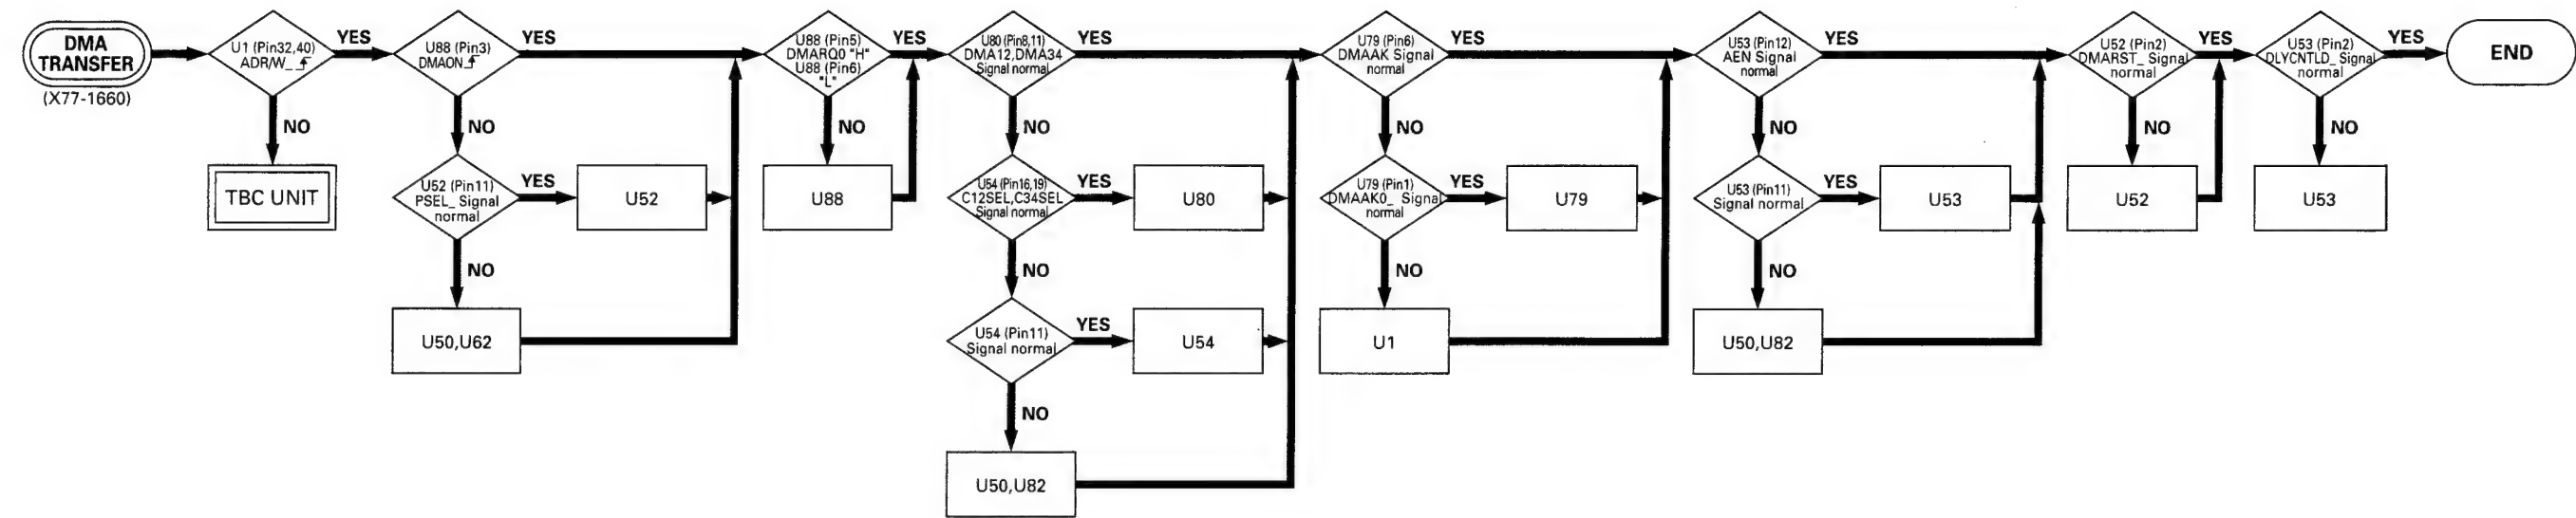 DMA
TRANSFER
(X77-1660)
U1 (Pin32,40)
ADR/W_
YES
NO
TBC UNIT
U88 (Pin3)
DMAON
YES
NO
U52 (Pin11)
PSEL_ Signal
normal
YES
U52
NO
U50,U62
U88 (Pin5)
DMARQ0 "H"
U88 (Pin6)
"L"
YES
NO
U88
U80 (Pin8,11)
DMA12,DMA34
Signal normal
YES
NO
U54 (Pin16,19)
C12SEL,C34SEL
Signal normal
YES
U80
NO
U54 (Pin11)
Signal normal
YES
U54
NO
U50,U82
U79 (Pin6)
DMAAK Signal
normal
YES
NO
U79 (Pin1)
DMAAK0_ Signal
normal
YES
U79
NO
U1
U53 (Pin12)
AEN Signal
normal
YES
NO
U53 (Pin11)
Signal normal
YES
U53
NO
U50,U82
U52 (Pin2)
DMARST_ Signal
normal
YES
NO
U52
U53 (Pin2)
DLYCNTLD_ Signal
normal
YES
NO
U53
END